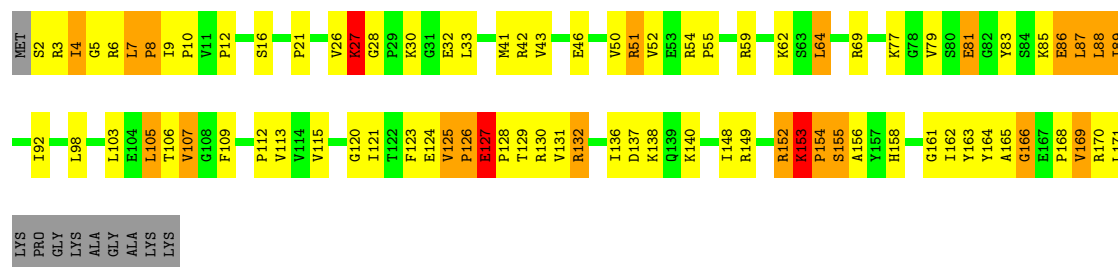 MET S2 R3 I4 G5 R6 L7 P8 I9 P10 V11 P12 S16 P21 V26 K27 G28 P29 K30 G31 E32 L33 M41 R42 V43 E46 V50 R51 V52 E53 R54 P55 R59 K62 S63 L64 R69 K77 G78 V79 S80 E81 G82 Y83 S84 K85 E86 L87 L88
I92 L98 L103 E104 L105 T106 V107 G108 F109 P112 V113 V114 V115 G120 I121 T122 F123 E124 V125 P126 E127 P128 T129 R130 V131 R132 I136 D137 K138 Q139 K140 I148 R149 R152 K153 P154 S155 A156 Y157 H158 G161 I162 Y163 Y164 A165 G166 E167 P168 V169 R170
LYS PRO GLY LYS ALA GLY ALA LYS LYS